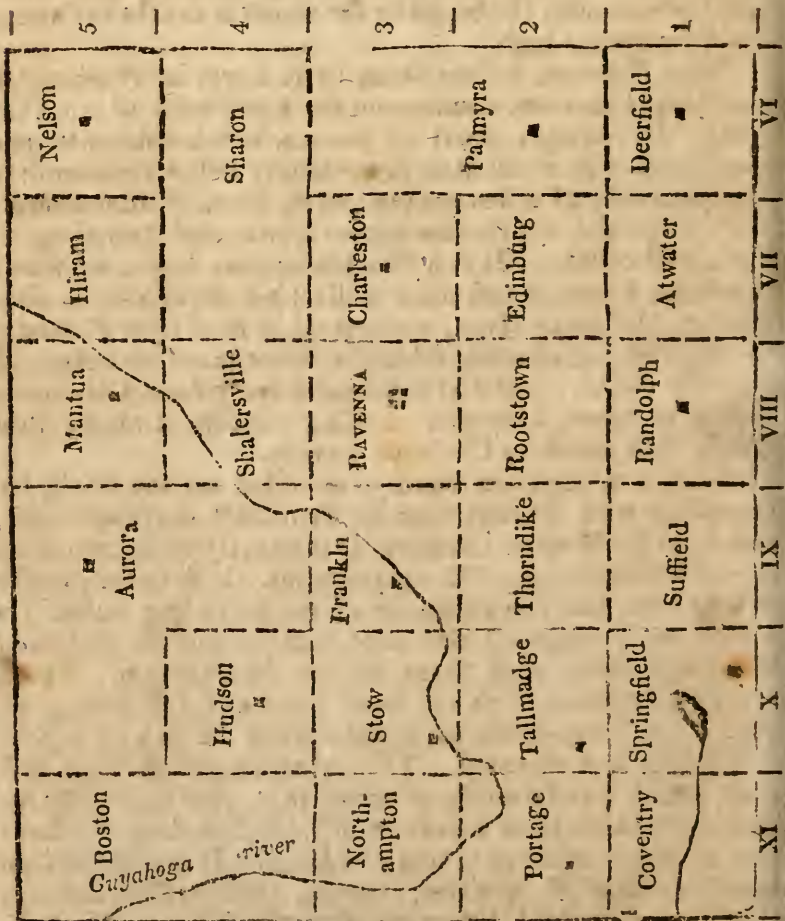 5
4
3
2
1
Nelson
Sharon
Palmyra
Deerfield
VI
Hiram
Charleston
Edinburg
Atwater
VII
Mantua
Shalersville
RAVENNA
Rootstown
Randolph
VIII
Aurora
Franklin
Thorndike
Suffield
IX
Hudson
Stow
Tallmadge
Springfield
X
Boston
Guyahoga river
North-
ampton
Portage
Coventry
XI